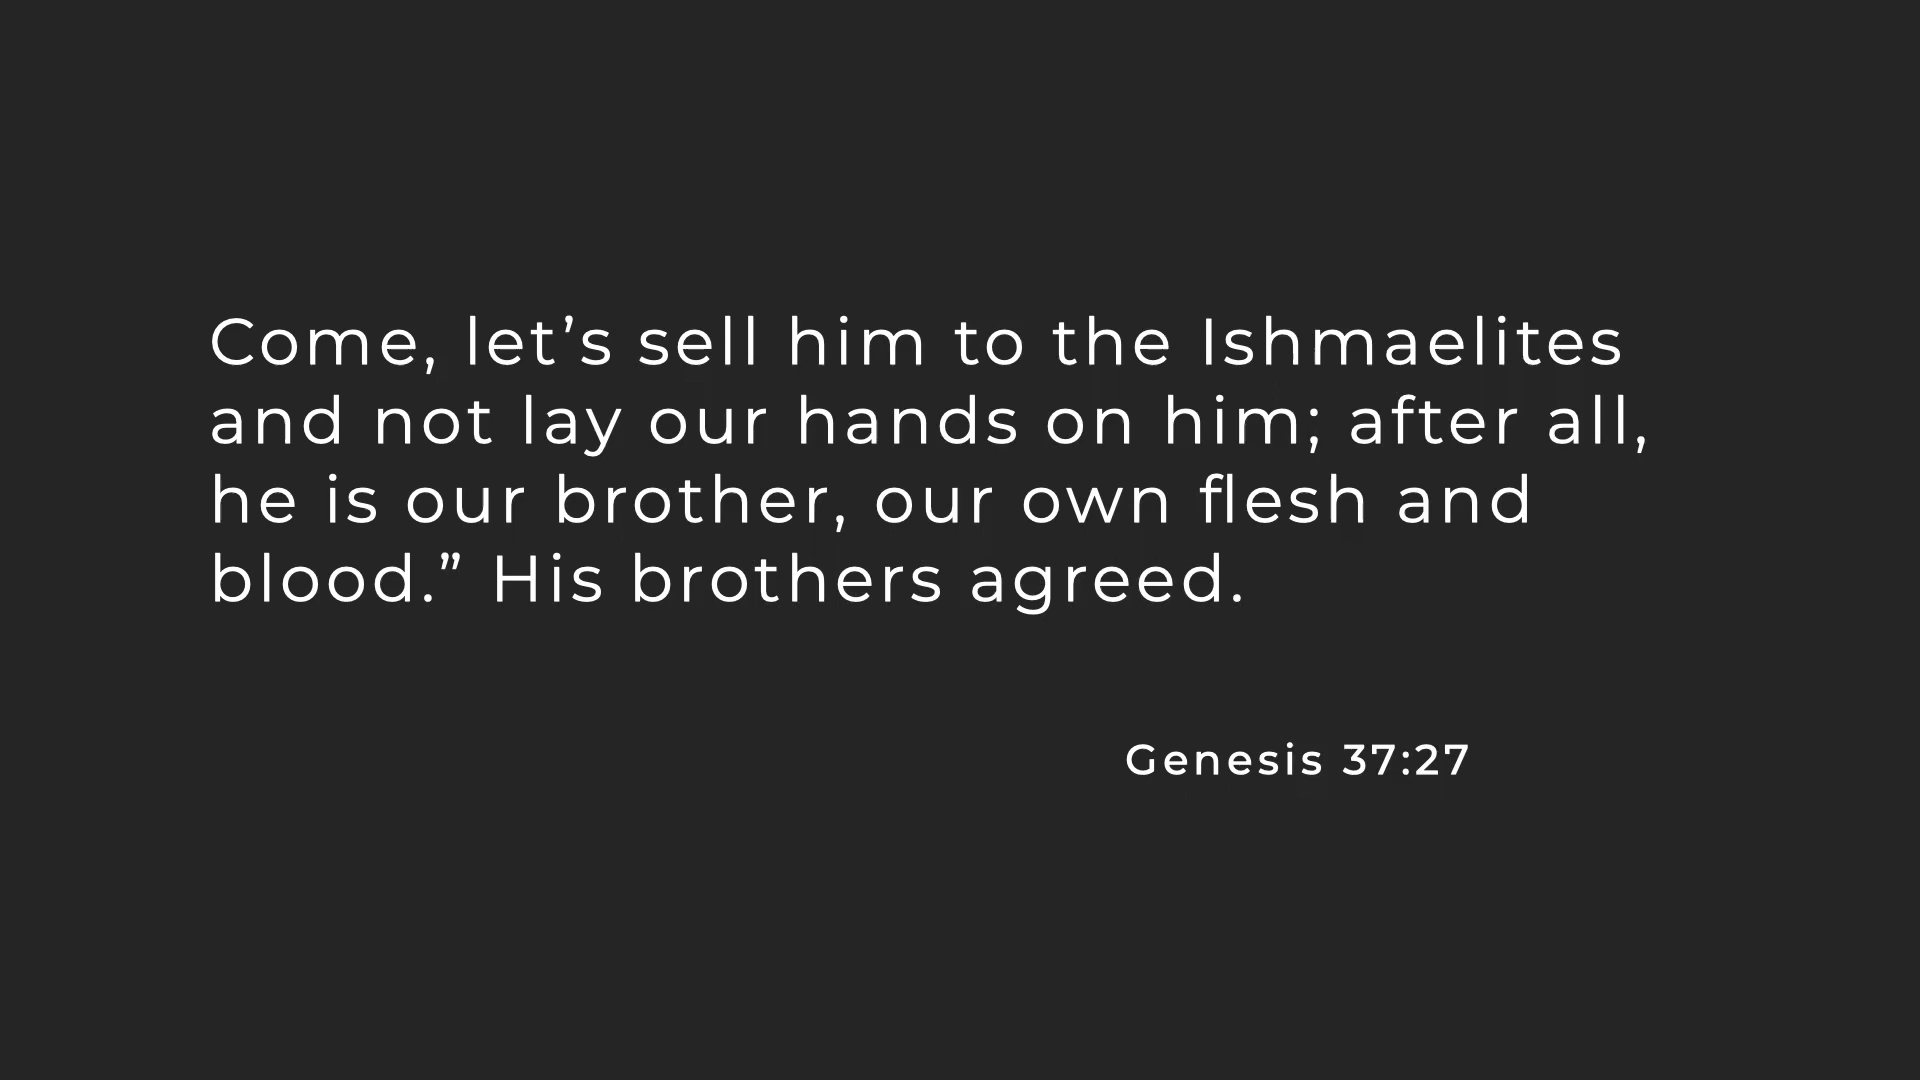 Come, let’s sell him to the Ishmaelites
and not lay our hands on him; after all,
he is our brother, our own flesh and
blood.” His brothers agreed.
Genesis 37:27